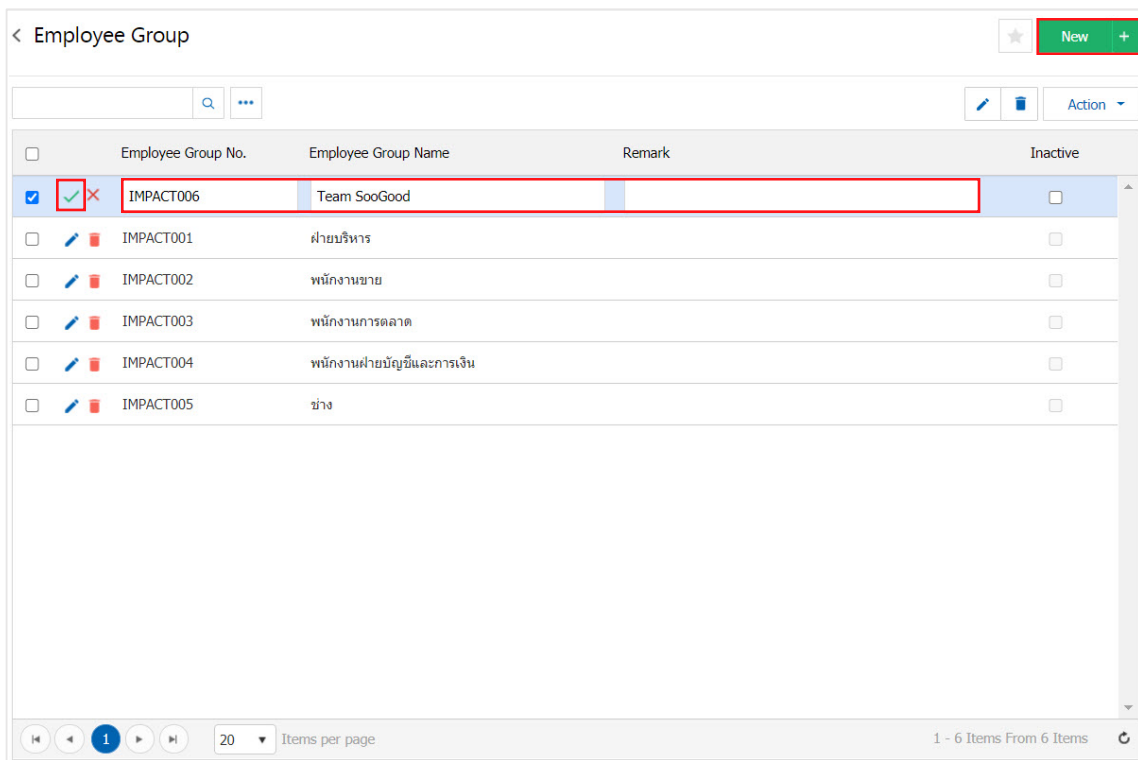 Employee Group
New +
Action
Employee Group No. Employee Group Name Remark Inactive
IMPACT006 Team SooGood
IMPACT001 ฝ่ายบริหาร
IMPACT002 พนักงานขาย
IMPACT003 พนักงานการตลาด
IMPACT004 พนักงานฝ่ายบัญชีและการเงิน
IMPACT005 ช่าง
1 20 Items per page 1 - 6 Items From 6 Items